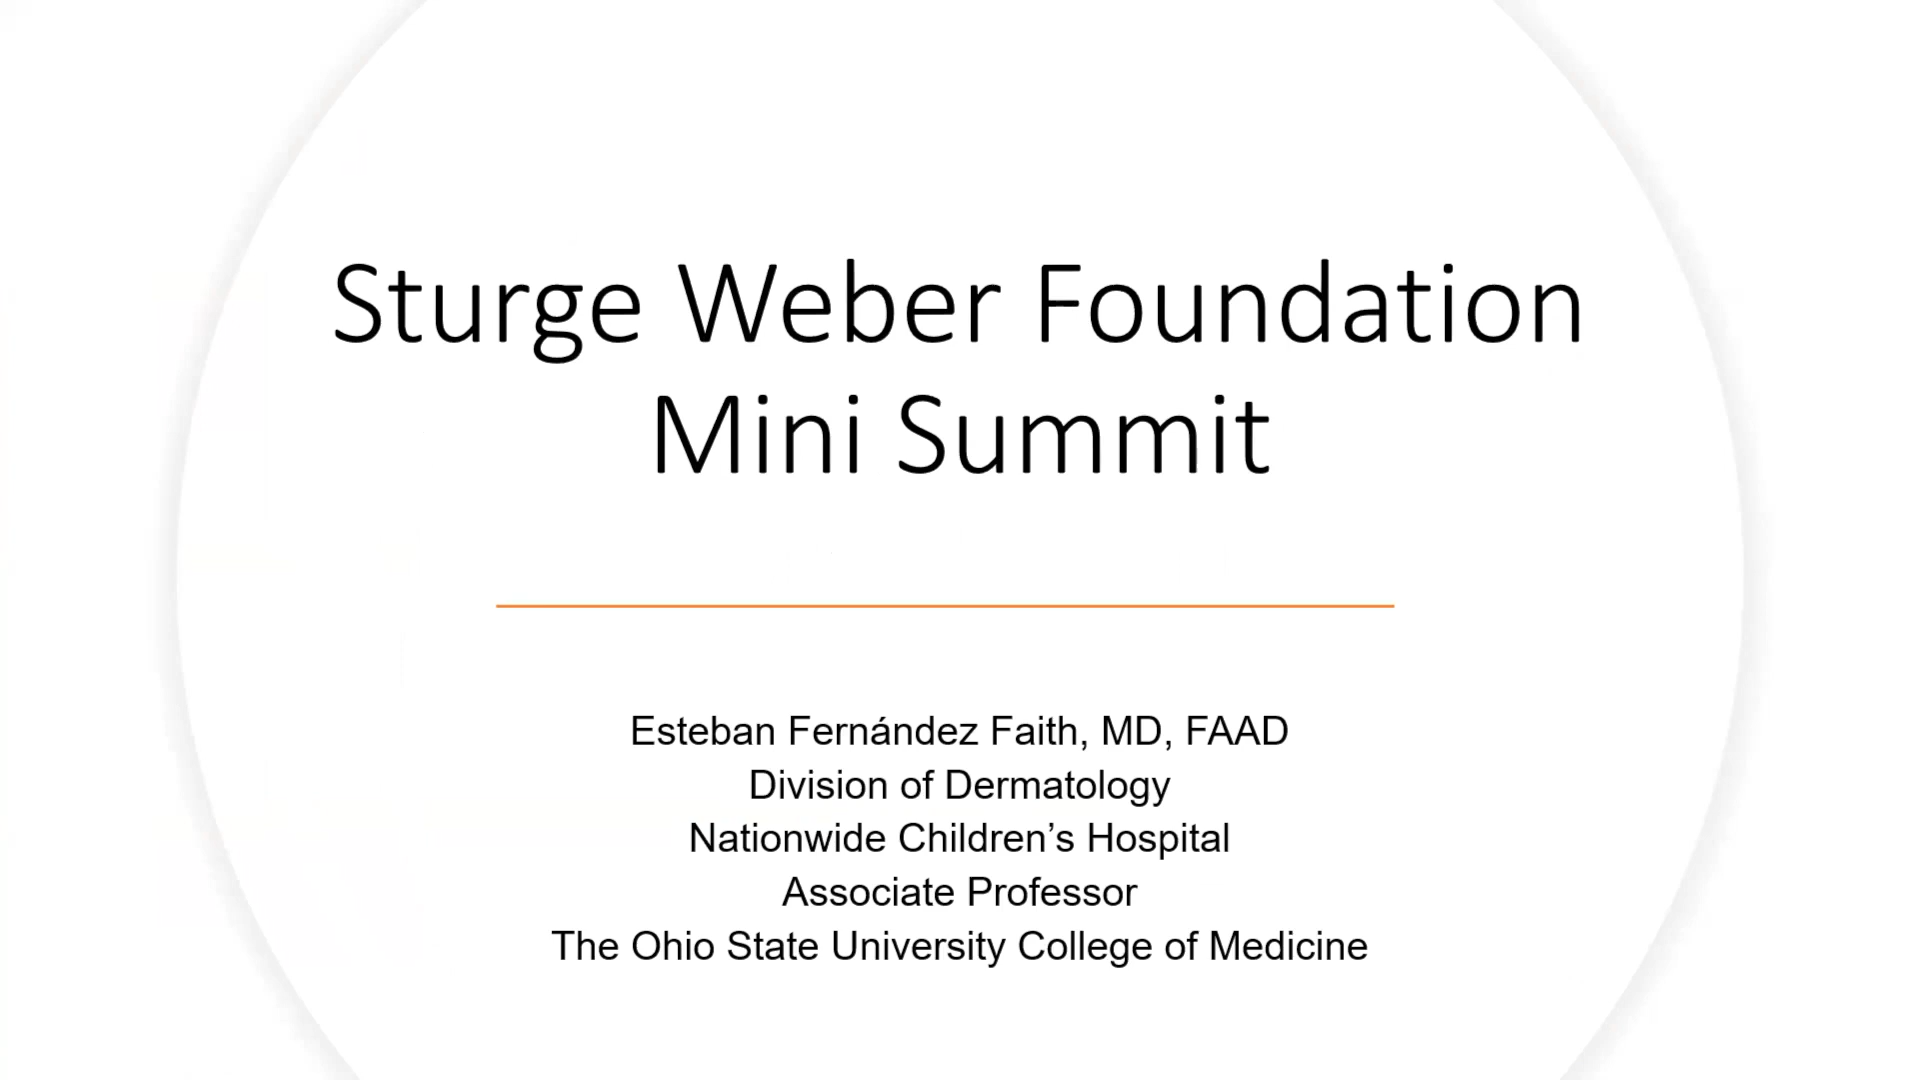 Sturge Weber Foundation
Mini Summit
Esteban Fernández Faith, MD, FAAD
Division of Dermatology
Nationwide Children’s Hospital
Associate Professor
The Ohio State University College of Medicine